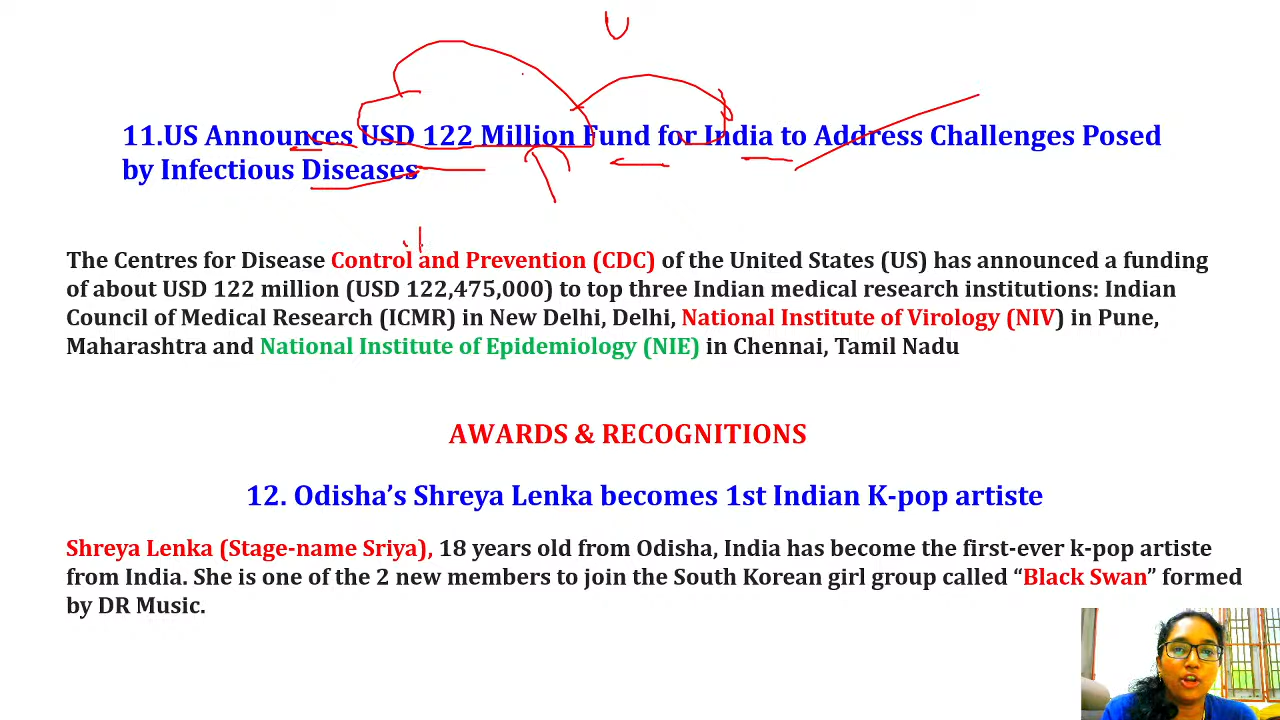 U
11.US Announces USD 122 Million Fund for India to Address Challenges Posed
by Infectious Diseases
The Centres for Disease Control and Prevention (CDC) of the United States (US) has announced a funding
of about USD 122 million (USD 122,475,000) to top three Indian medical research institutions: Indian
Council of Medical Research (ICMR) in New Delhi, Delhi, National Institute of Virology (NIV) in Pune,
Maharashtra and National Institute of Epidemiology (NIE) in Chennai, Tamil Nadu
AWARDS & RECOGNITIONS
12. Odisha’s Shreya Lenka becomes 1st Indian K-pop artiste
Shreya Lenka (Stage-name Sriya), 18 years old from Odisha, India has become the first-ever k-pop artiste
from India. She is one of the 2 new members to join the South Korean girl group called “Black Swan” formed
by DR Music.